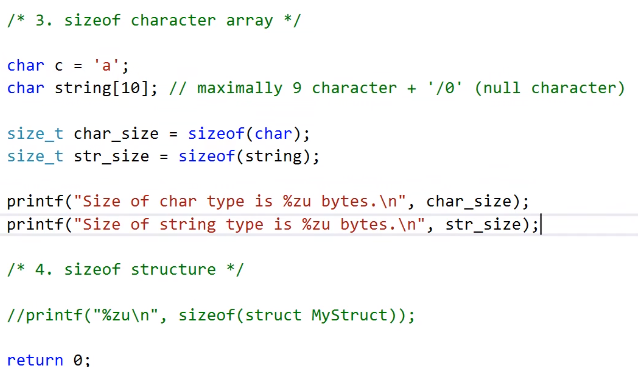 /* 3. sizeof character array */
char c = 'a';
char string[10]; // maximally 9 character + '/0' (null character)
size_t char_size = sizeof(char);
size_t str_size = sizeof(string);
printf("Size of char type is %zu bytes.\n", char_size);
printf("Size of string type is %zu bytes.\n", str_size);
/* 4. sizeof structure */
//printf("%zu\n", sizeof(struct MyStruct));
return 0;